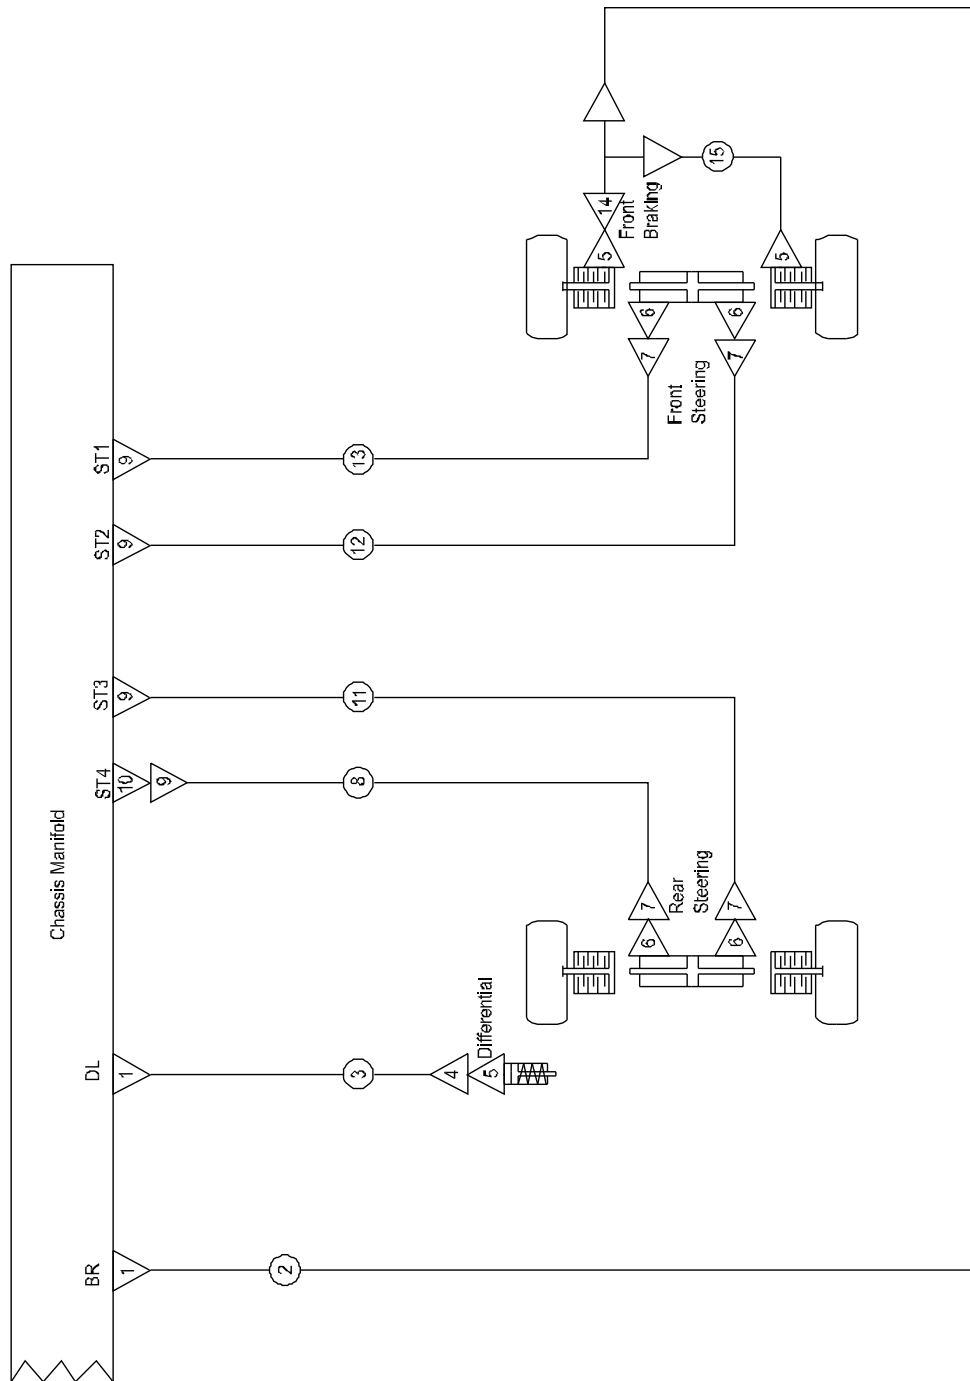 Chassis Manifold
BR
DL
ST4
ST3
ST2
ST1
1
1
10
9
9
9
9
2
3
8
11
12
13
4
5
Differential
5
14
Front
Braking
6
7
7
6
Rear
Steering
Front
Steering
6
7
7
6
15
5